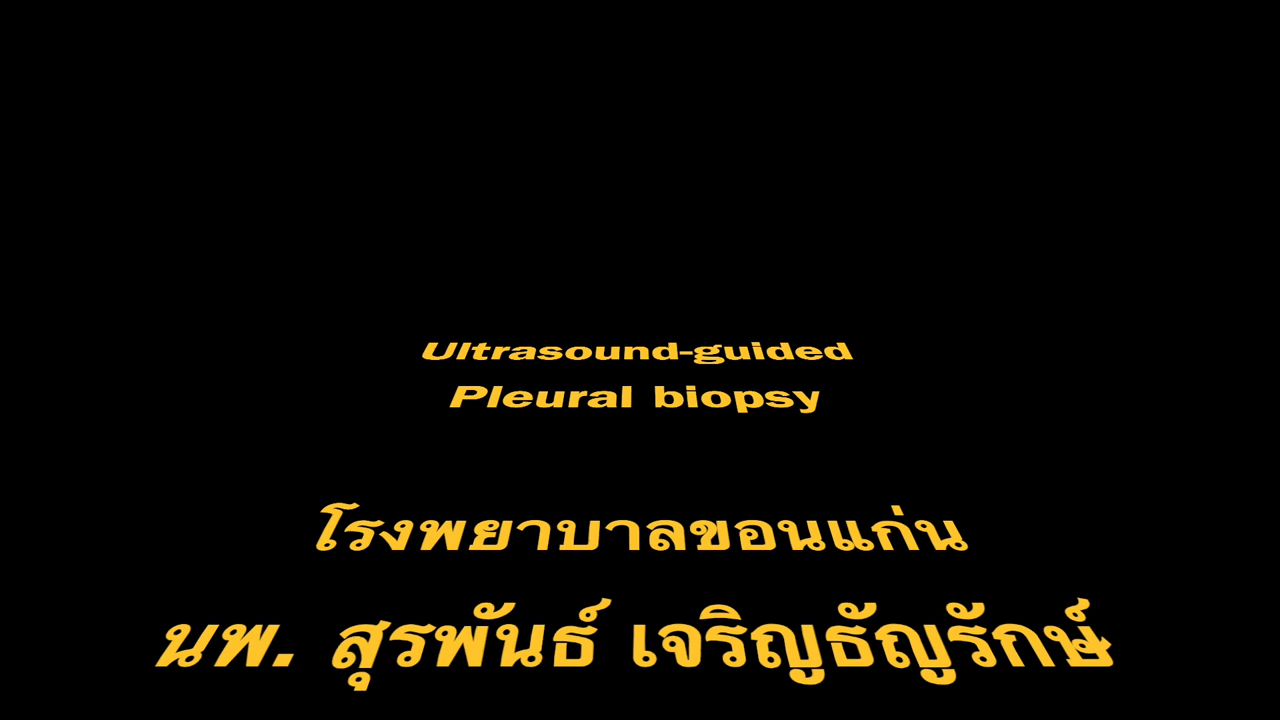 Ultrasound-guided
Pleural biopsy
โรงพยาบาลขอนแก่น
นพ. สุรพันธ์ เจริญธัญรักษ์